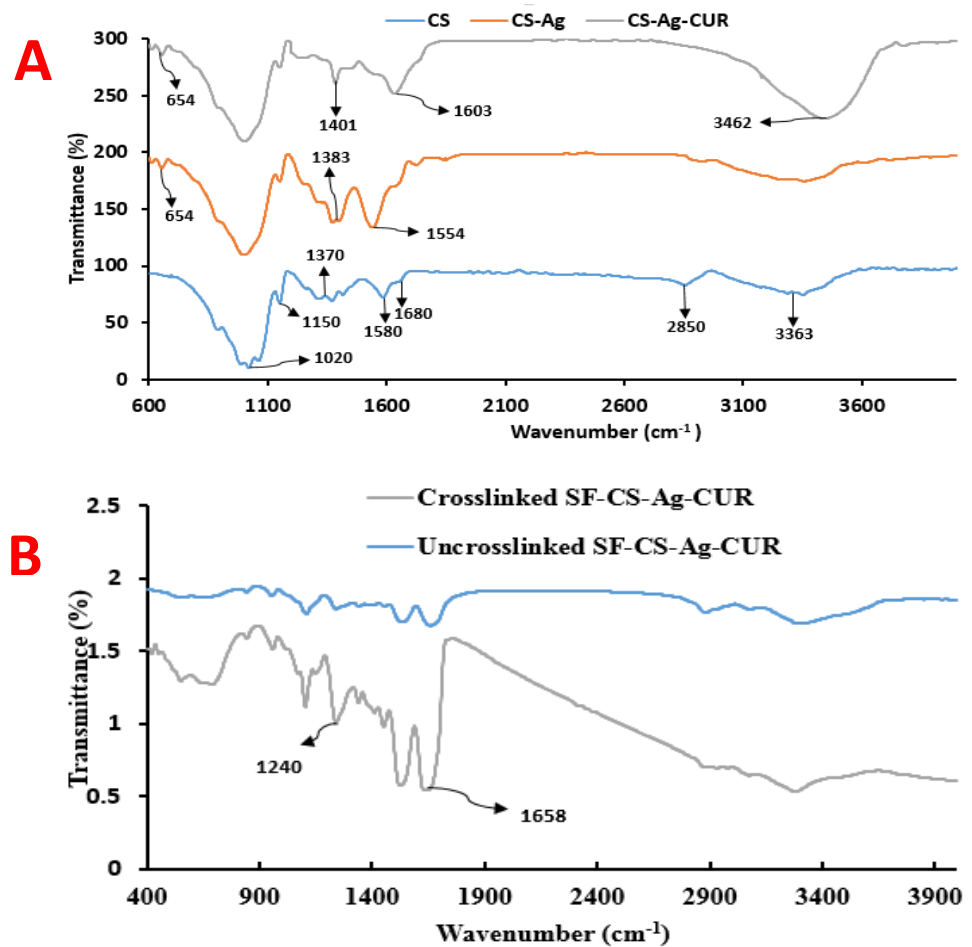 A
CS CS-Ag CS-Ag-CUR
Transmittance (%)
300
250
200
150
100
50
0
654
1401
1603
3462
654
1383
1554
1370
1150
1020
1580
1680
2850
3363
600 1100 1600 2100 2600 3100 3600
Wavenumber (cm⁻¹ )
B
Crosslinked SF-CS-Ag-CUR
Uncrosslinked SF-CS-Ag-CUR
Transmittance (%)
2.5
2
1.5
1
0.5
0
1240
1658
400 900 1400 1900 2400 2900 3400 3900
Wavenumber (cm⁻¹)